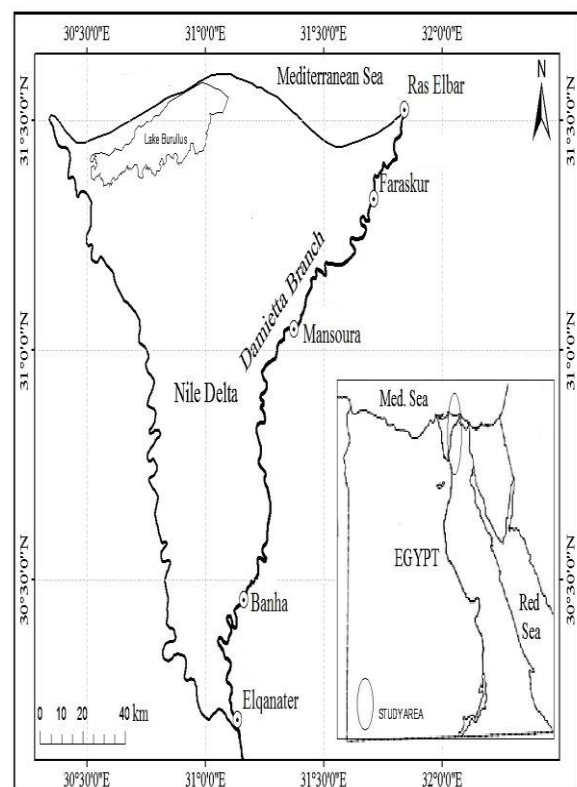 30°30'0"E 31°0'0"E 31°30'0"E 32°0'0"E
Mediterranean Sea
Ras Elbar
N
31°30'0"N
31°30'0"N
Lake Burullus
Faraskur
Damietta Branch
Mansoura
31°0'0"N
31°0'0"N
Nile Delta
Med. Sea
EGYPT
Red
Sea
STUDY AREA
30°30'0"N
30°30'0"N
Banha
Elqanater
0 20 40 km
30°30'0"E 31°0'0"E 31°30'0"E 32°0'0"E